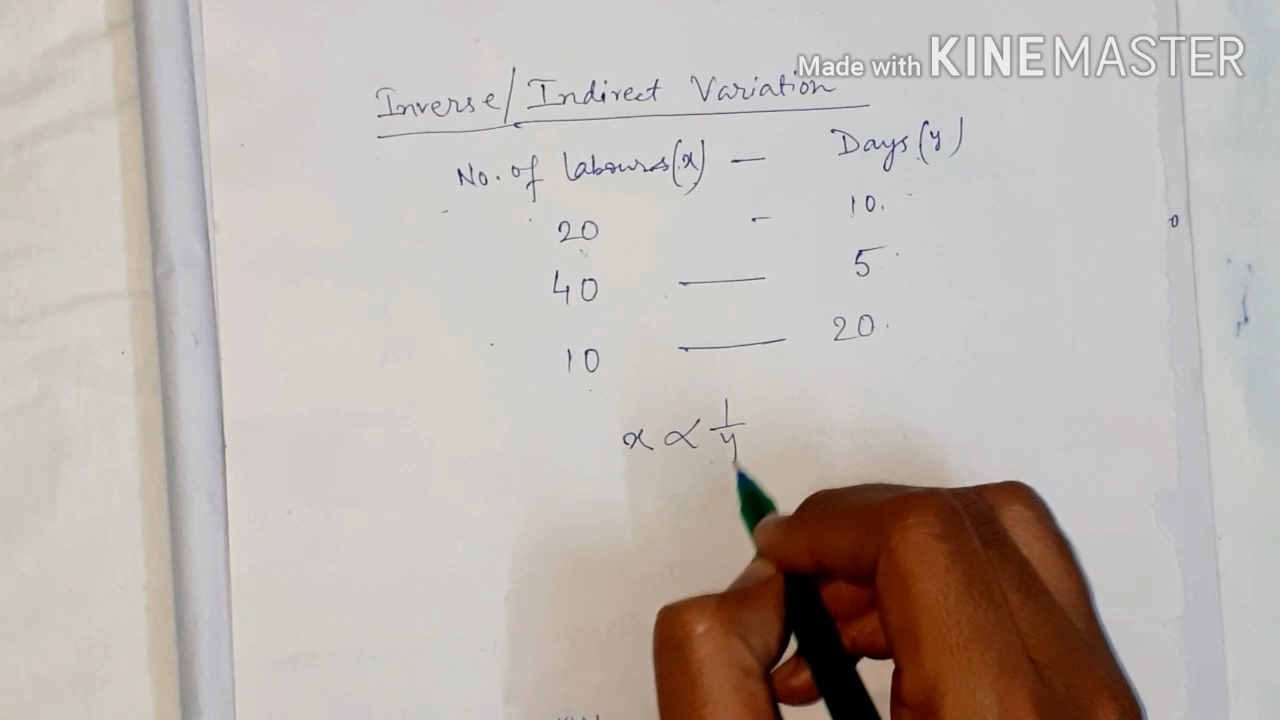 Made with KINEMASTER
Inverse/Indirect Variation
No. of labours(x) — Days(y)
20 - 10.
40 — 5
10 — 20.
x ∝ 1/y